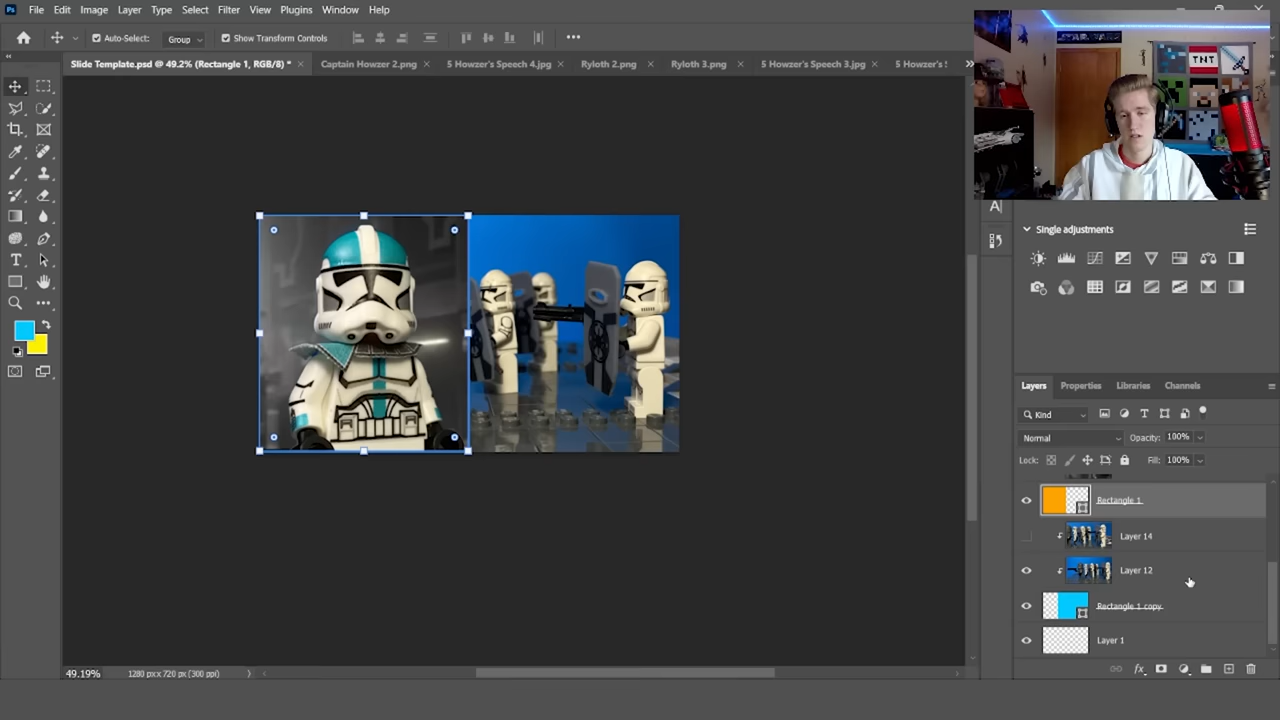 Ps File Edit Image Layer Type Select Filter View Plugins Window Help
Auto-Select: Group Show Transform Controls
Slide Template.psd @ 49.2% (Rectangle 1, RGB/8) * Captain Howzer 2.png 5 Howzer's Speech 4.jpg Ryloth 2.png Ryloth 3.png 5 Howzer's Speech 3.jpg 5 Howzer's
TNT
Single adjustments
Layers Properties Libraries Channels
Kind
Normal Opacity: 100%
Lock: Fill: 100%
Rectangle 1
Layer 14
Layer 12
Rectangle 1 copy
Layer 1
fx
49.19% 1280 px x 720 px (300 ppi)